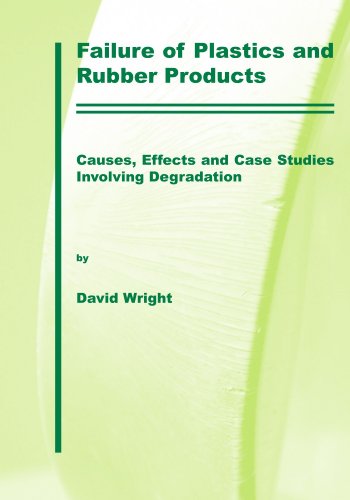 Failure of Plastics and
Rubber Products
Causes, Effects and Case Studies
Involving Degradation
by
David Wright